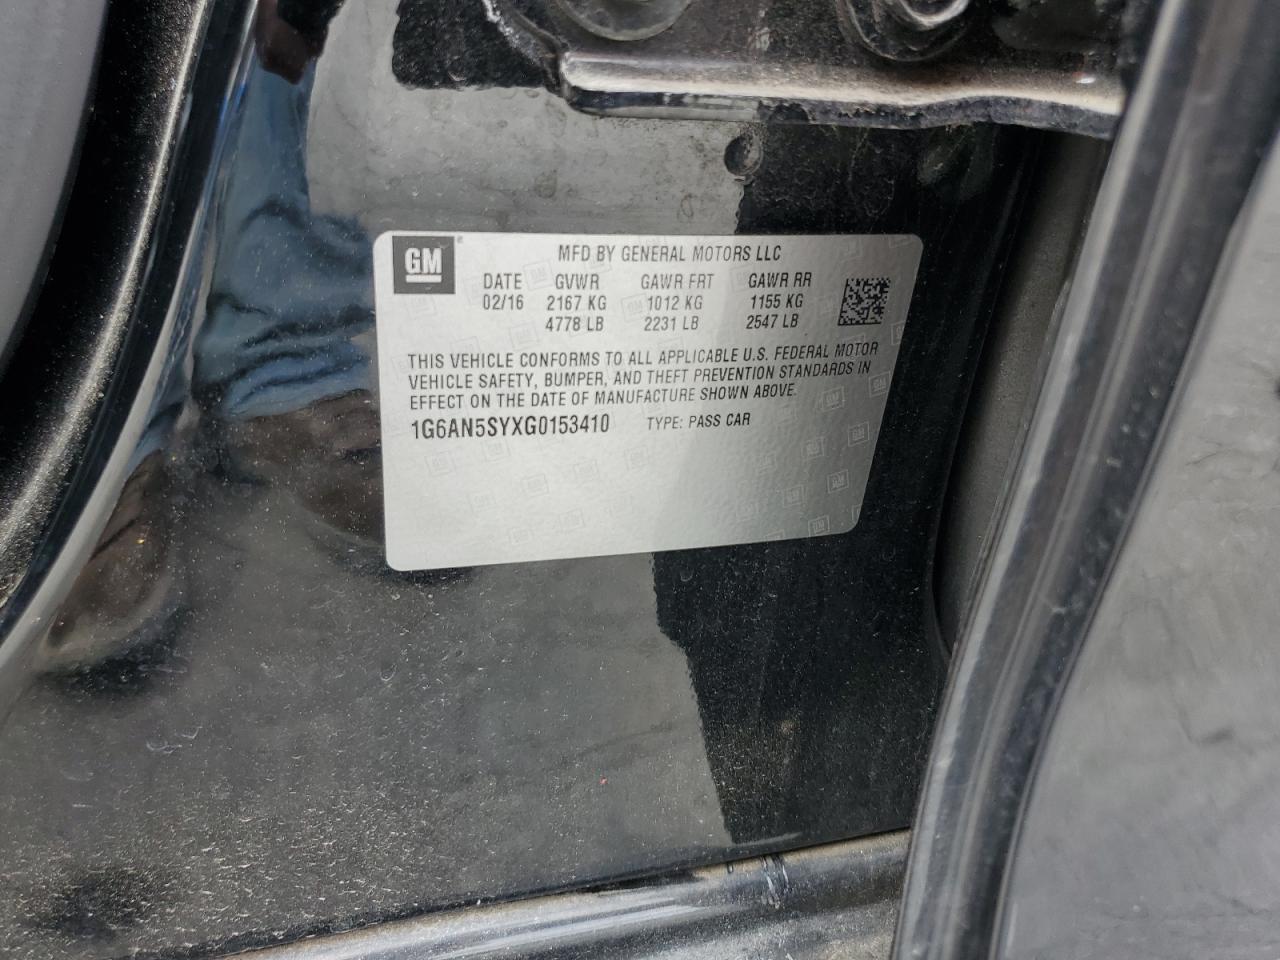 GM
MFD BY GENERAL MOTORS LLC
DATE GVWR GAWR FRT GAWR RR
02/16 2167 KG 1012 KG 1155 KG
4778 LB 2231 LB 2547 LB
THIS VEHICLE CONFORMS TO ALL APPLICABLE U.S. FEDERAL MOTOR
VEHICLE SAFETY, BUMPER, AND THEFT PREVENTION STANDARDS IN
EFFECT ON THE DATE OF MANUFACTURE SHOWN ABOVE.
1G6AN5SYXG0153410 TYPE: PASS CAR